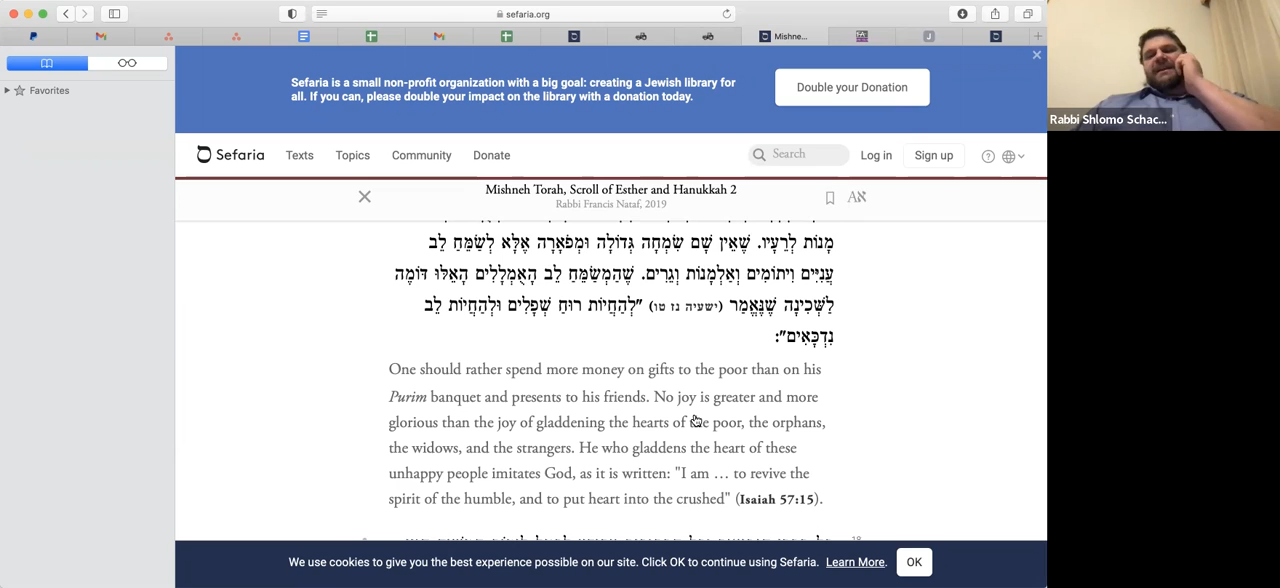 sefaria.org
Mishne...
Favorites
Sefaria is a small non-profit organization with a big goal: creating a Jewish library for
all. If you can, please double your impact on the library with a donation today.
Double your Donation
Rabbi Shlomo Schac...
Sefaria
Texts
Topics
Community
Donate
Search
Log in
Sign up
Mishneh Torah, Scroll of Esther and Hanukkah 2
Rabbi Francis Nataf, 2019
אA
מָנוֹת לְרֵעָיו. שֶׁאֵין שָׁם שִׂמְחָה גְּדוֹלָה וּמְפֹאָרָה אֶלָּא לְשַׂמֵּחַ לֵב
עֲנִיִּים וִיתוֹמִים וְאַלְמָנוֹת וְגֵרִים. שֶׁהַמְשַׂמֵּחַ לֵב הָאֻמְלָלִים הָאֵלּוּ דּוֹמֶה
לַשְּׁכִינָה שֶׁנֶּאֱמַר (ישעיה נז טו) "לְהַחֲיוֹת רוּחַ שְׁפָלִים וּלְהַחֲיוֹת לֵב
נִדְכָּאִים":
One should rather spend more money on gifts to the poor than on his
Purim banquet and presents to his friends. No joy is greater and more
glorious than the joy of gladdening the hearts of the poor, the orphans,
the widows, and the strangers. He who gladdens the heart of these
unhappy people imitates God, as it is written: "I am … to revive the
spirit of the humble, and to put heart into the crushed" (Isaiah 57:15).
We use cookies to give you the best experience possible on our site. Click OK to continue using Sefaria. Learn More.
OK